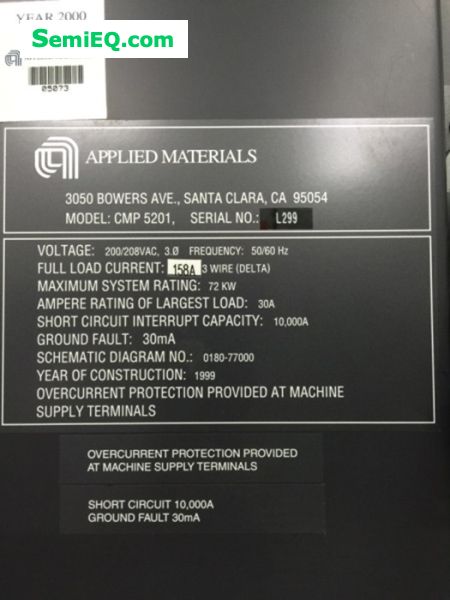 YEAR 2000
SemiEQ.com
05073
APPLIED MATERIALS
3050 BOWERS AVE., SANTA CLARA, CA 95054
MODEL: CMP 5201, SERIAL NO.: L299
VOLTAGE: 200/208VAC, 3.Ø FREQUENCY: 50/60 Hz
FULL LOAD CURRENT: 158A 3 WIRE (DELTA)
MAXIMUM SYSTEM RATING: 72 KW
AMPERE RATING OF LARGEST LOAD: 30A
SHORT CIRCUIT INTERRUPT CAPACITY: 10,000A
GROUND FAULT: 30mA
SCHEMATIC DIAGRAM NO.: 0180-77000
YEAR OF CONSTRUCTION: 1999
OVERCURRENT PROTECTION PROVIDED AT MACHINE
SUPPLY TERMINALS
OVERCURRENT PROTECTION PROVIDED
AT MACHINE SUPPLY TERMINALS
SHORT CIRCUIT 10,000A
GROUND FAULT 30mA